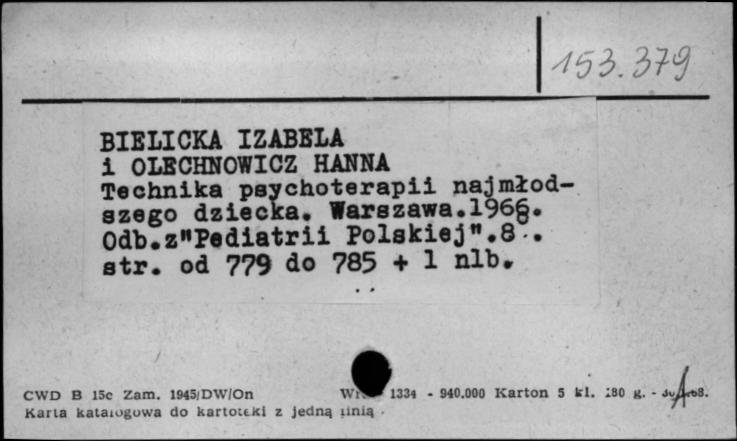 153.379
BIELICKA IZABELA
i OLECHNOWICZ HANNA
Technika psychoterapii najmłod-
szego dziecka. Warszawa.1966.
Odb.z"Pediatrii Polskiej".8°.
str. od 779 do 785 + 1 nlb.
CWD B 15c Zam. 1945/DW/On 1334 - 940.000 Karton 5 kl. 180 g. -
Karta katalogowa do kartoteki z jedną linią